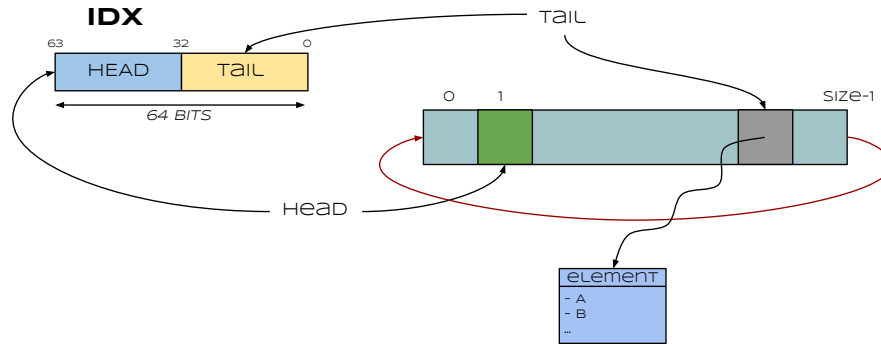 IDX
Tail
63
32
0
HEAD
Tail
64 BITS
0
1
size-1
Head
element
- A
- B
...